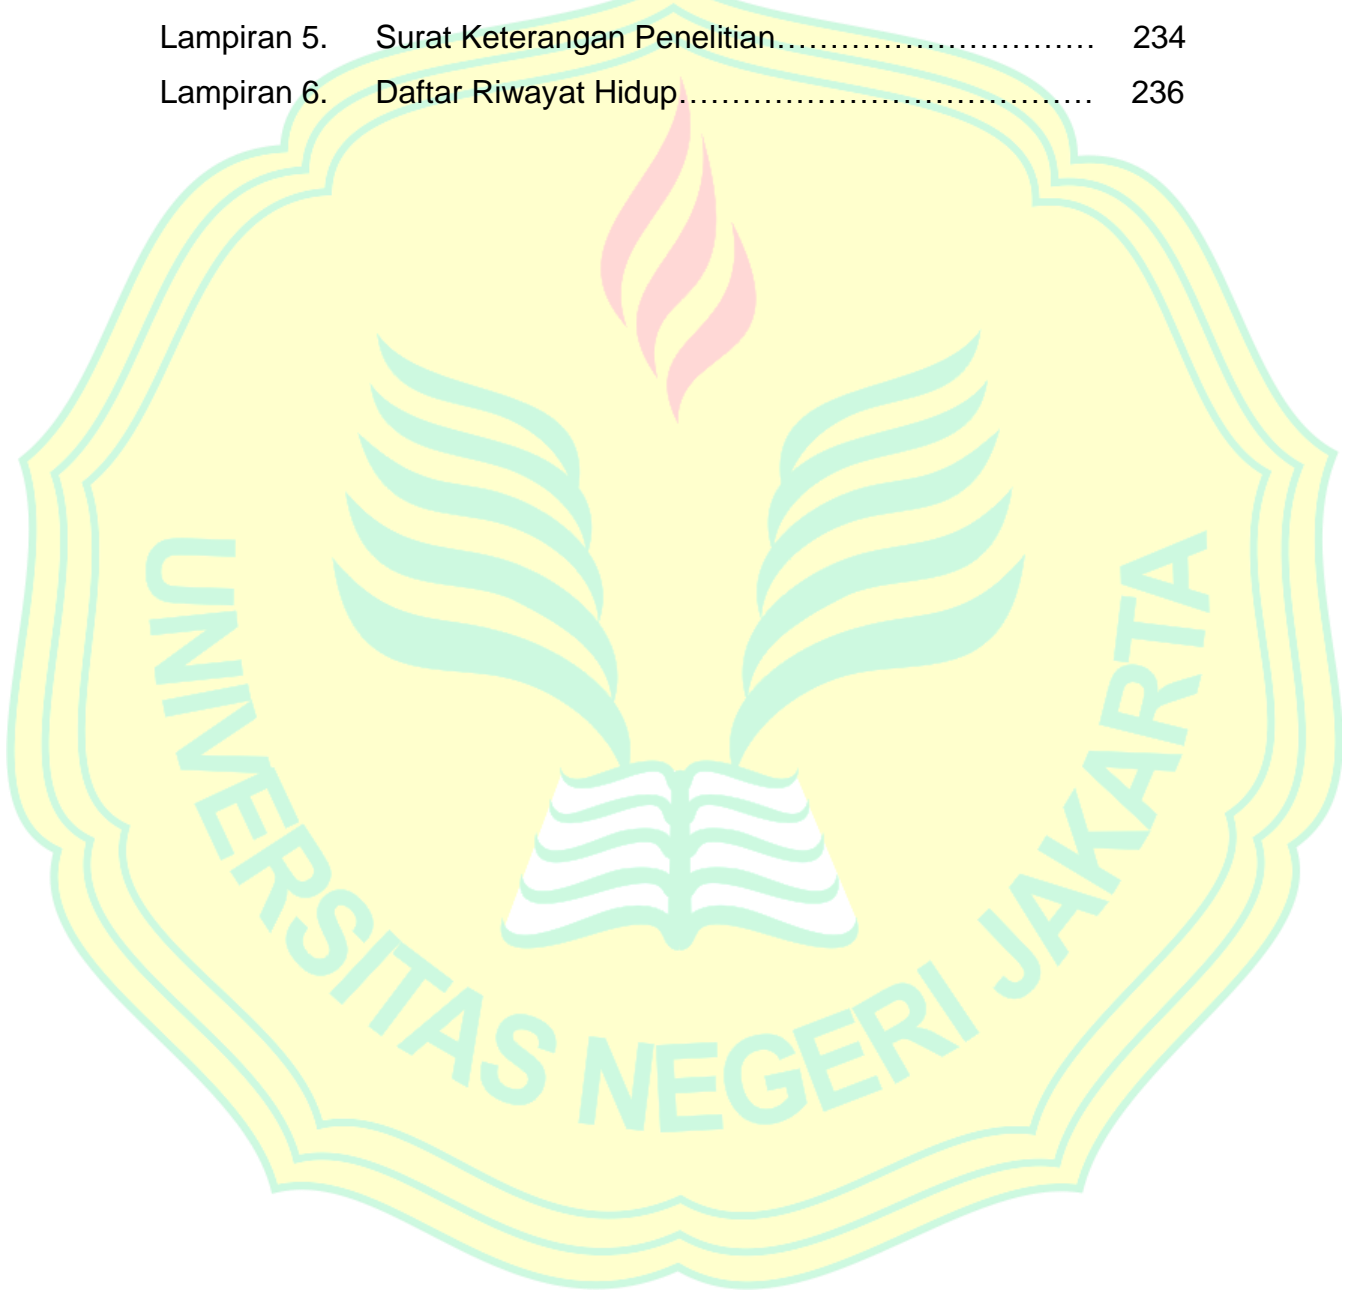 Lampiran 5. Surat Keterangan Penelitian………………………… 234
Lampiran 6. Daftar Riwayat Hidup………………………………… 236
UNIVERSITAS NEGERI JAKARTA